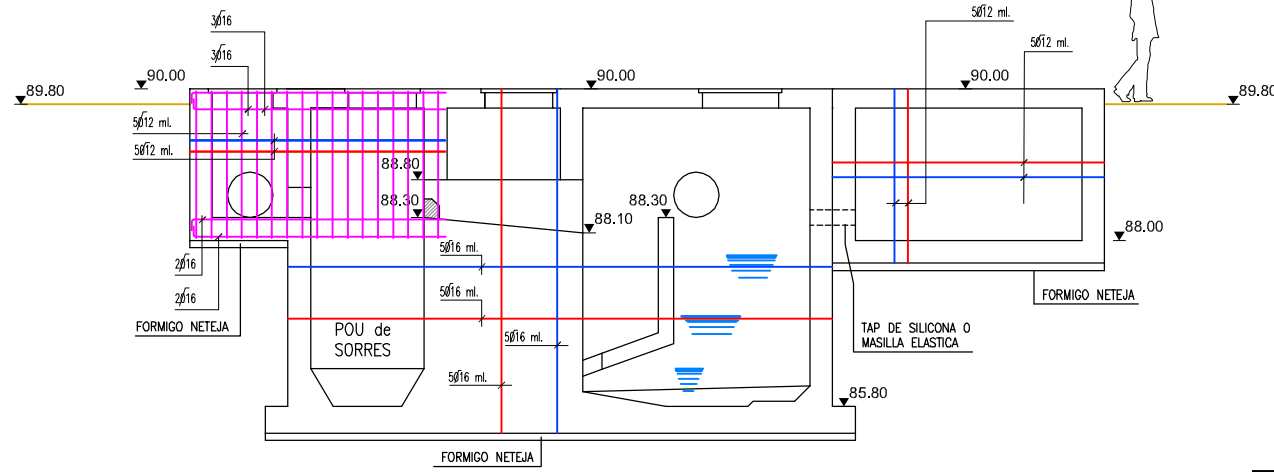 3Ø16
5Ø12 ml.
3Ø16
5Ø12 ml.
89.80
90.00
90.00
90.00
89.80
5Ø12 ml.
5Ø12 ml.
88.80
88.30
88.30
88.10
88.00
5Ø16 ml.
2Ø16
5Ø16 ml.
2Ø16
FORMIGO NETEJA
FORMIGO NETEJA
POU de
SORRES
5Ø16 ml.
TAP DE SILICONA O
MASILLA ELASTICA
5Ø16 ml.
85.80
FORMIGO NETEJA